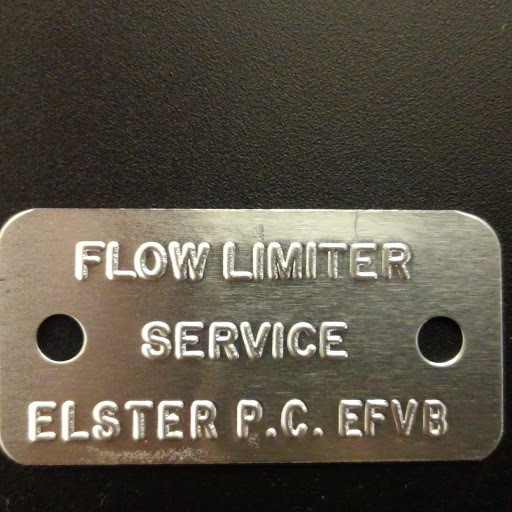 FLOW LIMITER
SERVICE
ELSTER P.C. EFVB